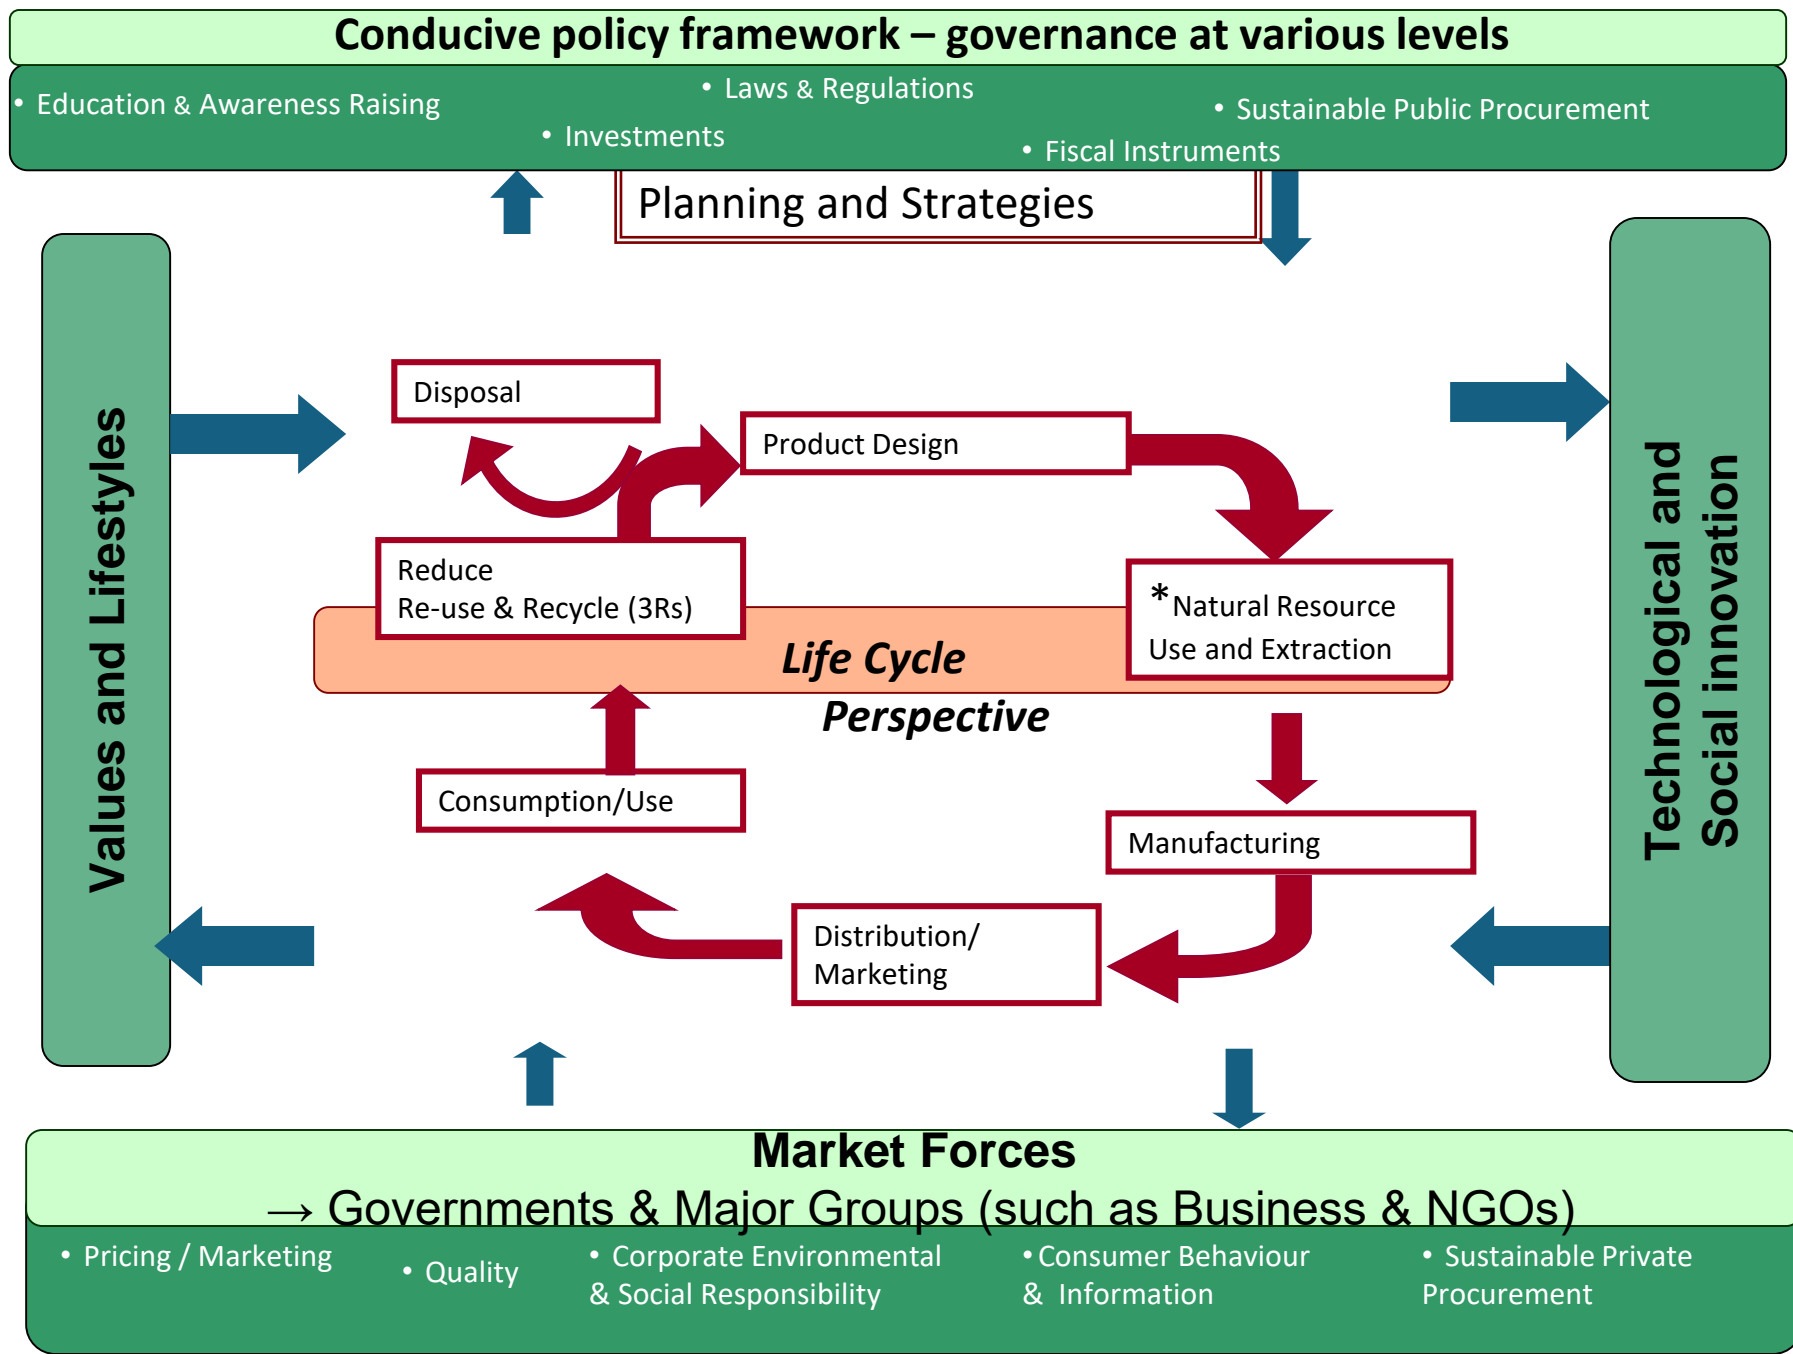 Conducive policy framework – governance at various levels
• Education & Awareness Raising
• Laws & Regulations
• Sustainable Public Procurement
• Investments
• Fiscal Instruments
Planning and Strategies
Values and Lifestyles
Technological and
Social innovation
Disposal
Product Design
Reduce
Re-use & Recycle (3Rs)
*Natural Resource
Use and Extraction
Life Cycle
Perspective
Consumption/Use
Manufacturing
Distribution/
Marketing
Market Forces
→ Governments & Major Groups (such as Business & NGOs)
• Pricing / Marketing
• Quality
• Corporate Environmental
& Social Responsibility
• Consumer Behaviour
& Information
• Sustainable Private
Procurement